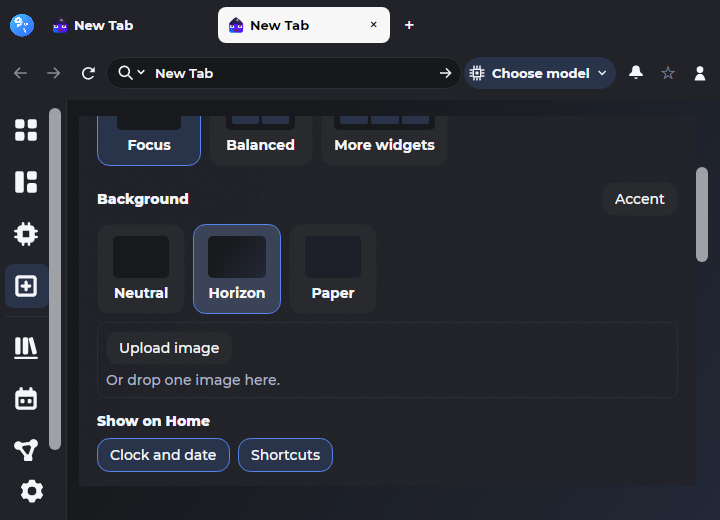 New Tab
New Tab
New Tab
Choose model
Focus
Balanced
More widgets
Background
Accent
Neutral
Horizon
Paper
Upload image
Or drop one image here.
Show on Home
Clock and date
Shortcuts